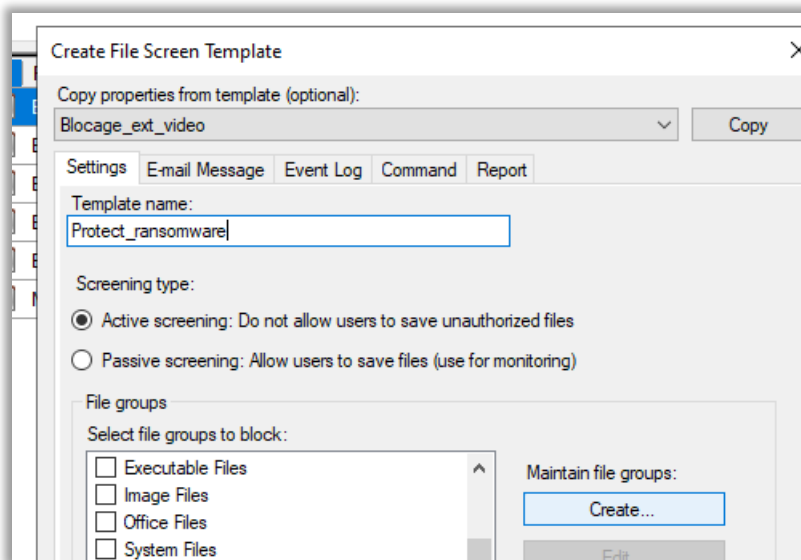 Create File Screen Template
Copy properties from template (optional):
Blocage_ext_video
Copy
Settings E-mail Message Event Log Command Report
Template name:
Protect_ransomware
Screening type:
Active screening: Do not allow users to save unauthorized files
Passive screening: Allow users to save files (use for monitoring)
File groups
Select file groups to block:
Executable Files
Maintain file groups:
Image Files
Create...
Office Files
System Files
Edit